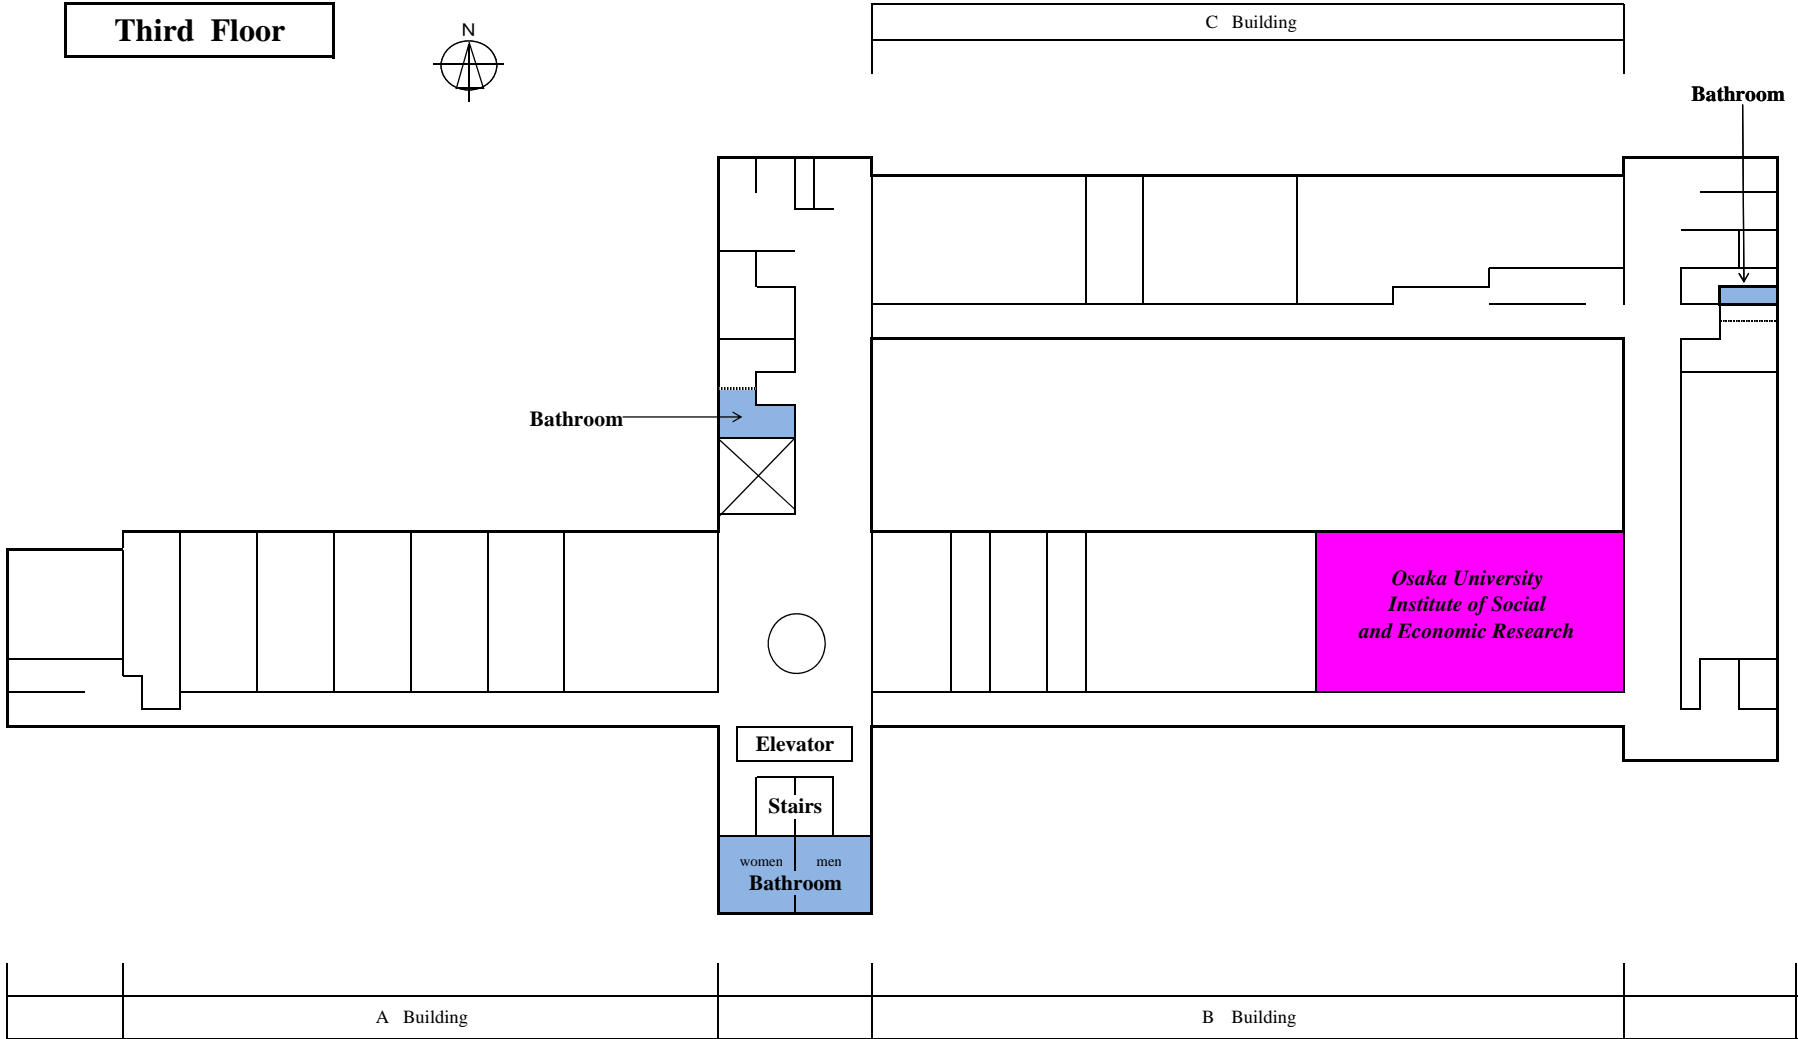 Third Floor
N
C Building
Bathroom
Bathroom
Osaka University
Institute of Social
and Economic Research
Elevator
Stairs
women men
Bathroom
A Building
B Building